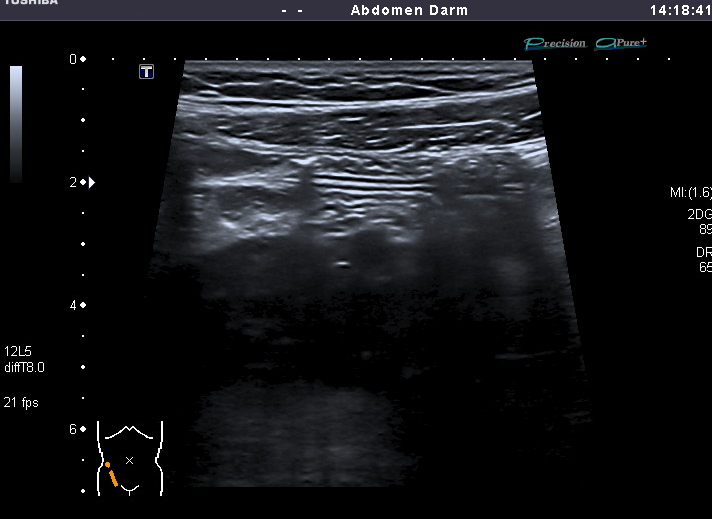 TOSHIBA
- - Abdomen Darm 14:18:41
Precision APure+
T
0
2
4
6
MI:(1.6)
2DG
89
DR
65
12L5
diffT8.0
21 fps